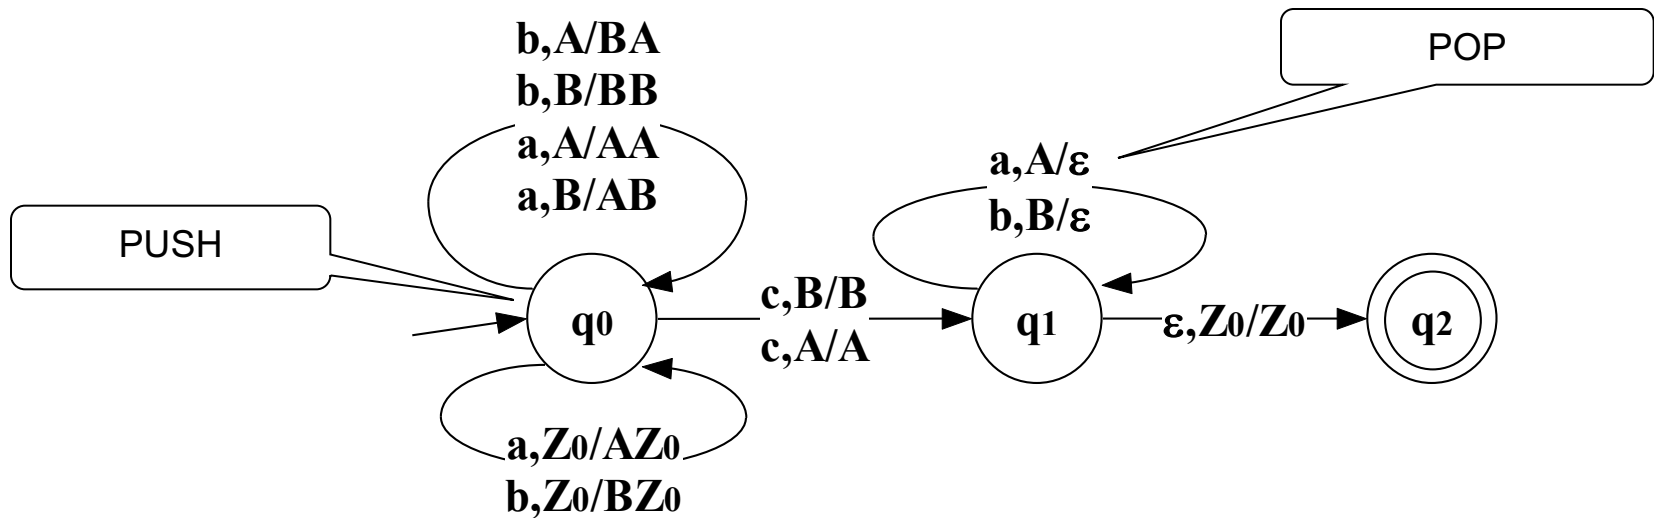 b,A/BA
b,B/BB
a,A/AA
a,B/AB
POP
a,A/ε
b,B/ε
PUSH
c,B/B
c,A/A
q0
q1
ε,Z0/Z0
q2
a,Z0/AZ0
b,Z0/BZ0